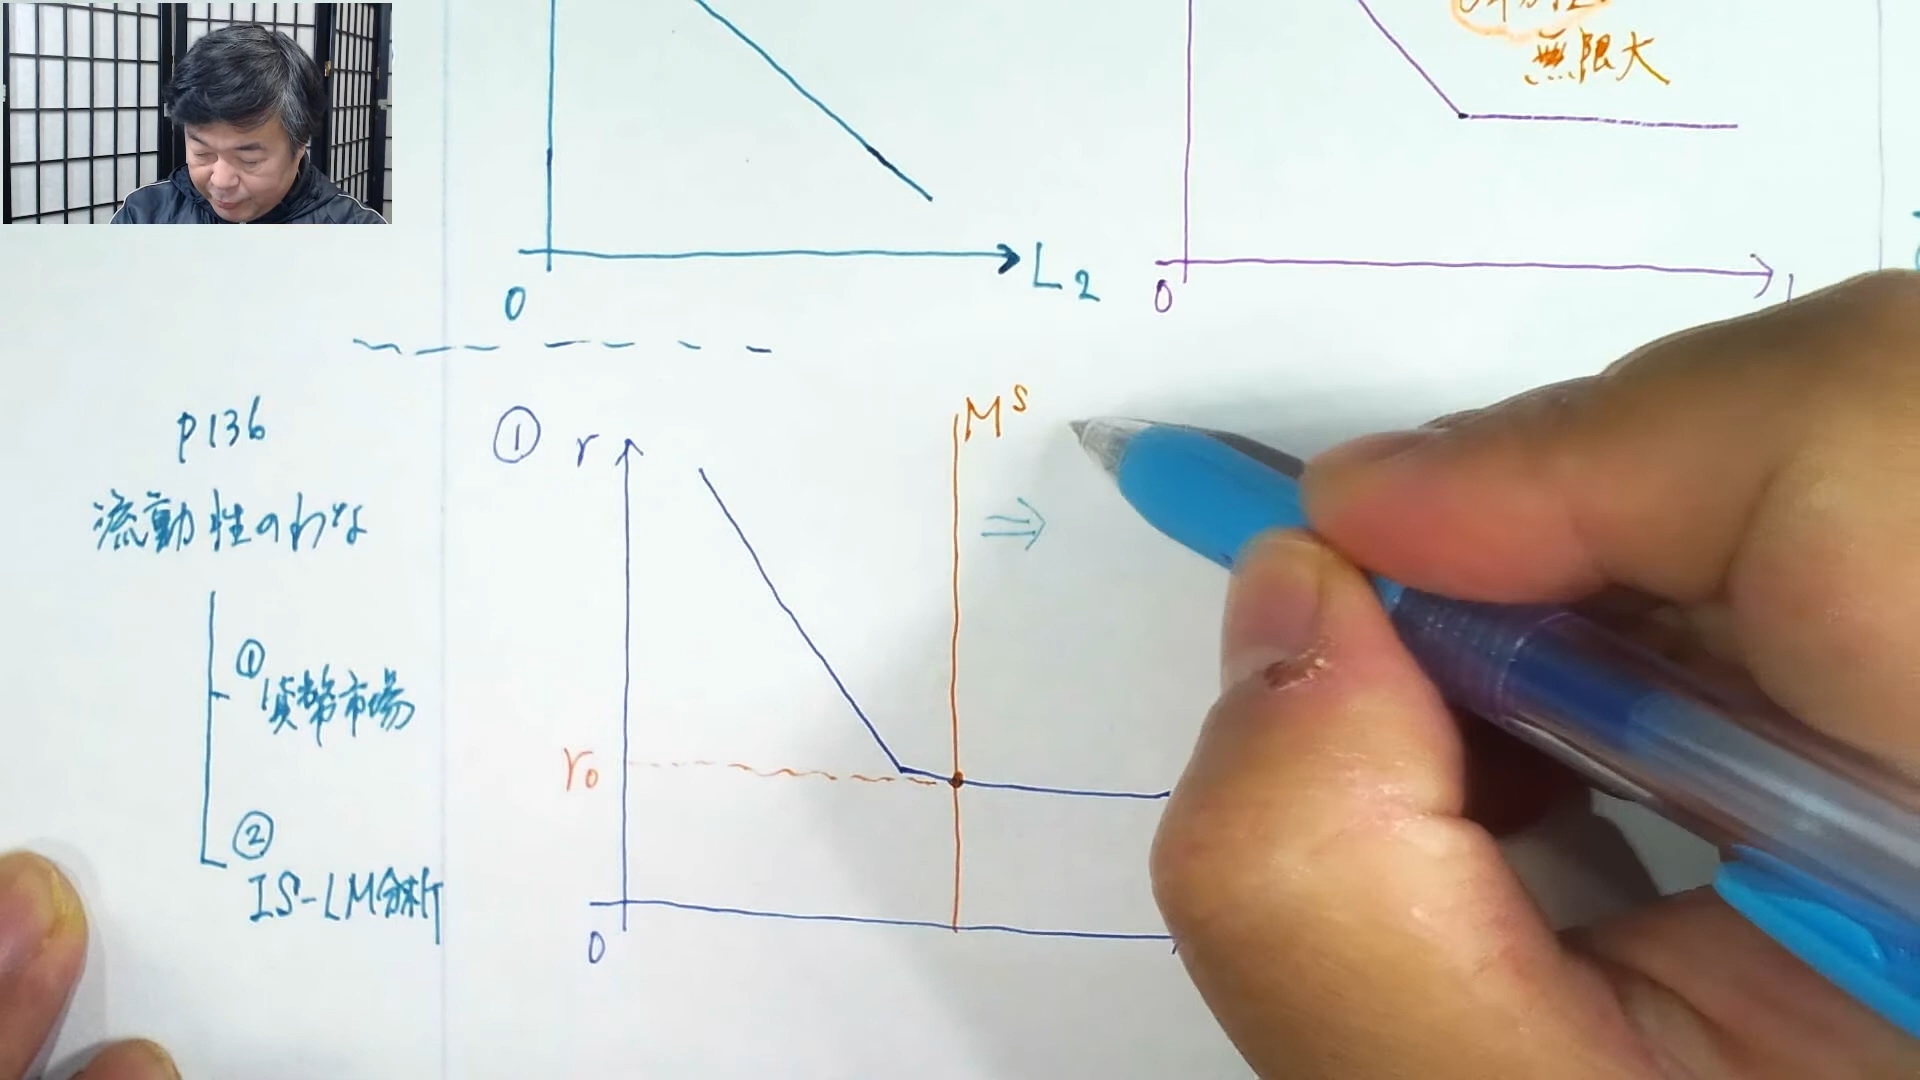 無限大
0
L2
0
P136
流動性のわな
① 貨幣市場
② IS-LM分析
① r
M^S
⇒
r0
0